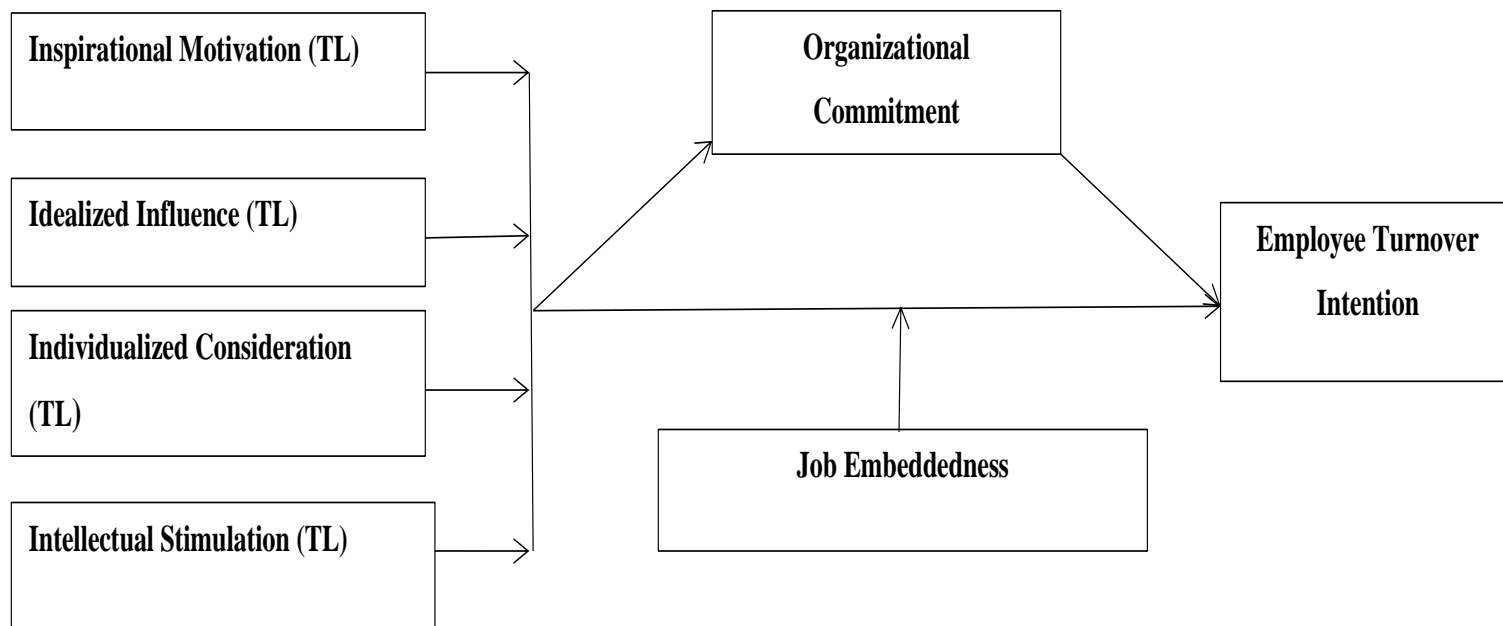 Inspirational Motivation (TL)
Idealized Influence (TL)
Individualized Consideration
(TL)
Intellectual Stimulation (TL)
Organizational
Commitment
Job Embeddedness
Employee Turnover
Intention